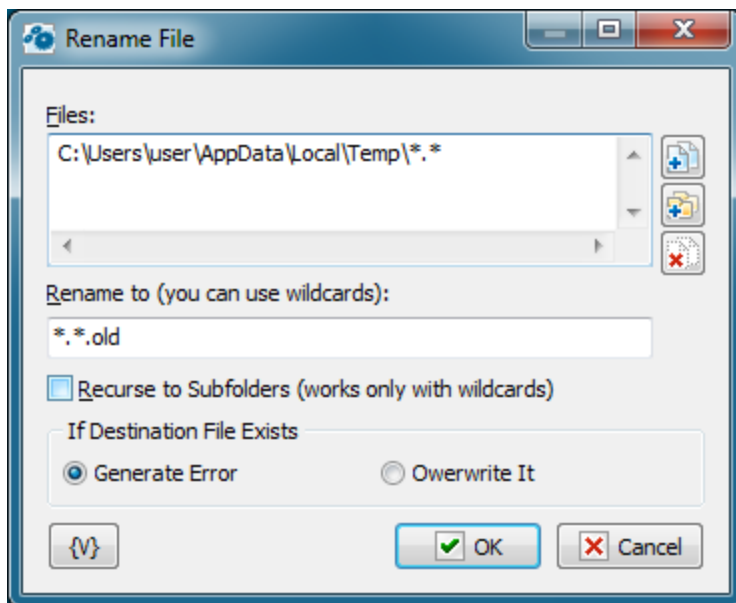 Rename File
Files:
C:\Users\user\AppData\Local\Temp\*.*
Rename to (you can use wildcards):
*.*.old
Recurse to Subfolders (works only with wildcards)
If Destination File Exists
Generate Error
Owerwrite It
{V}
OK
Cancel